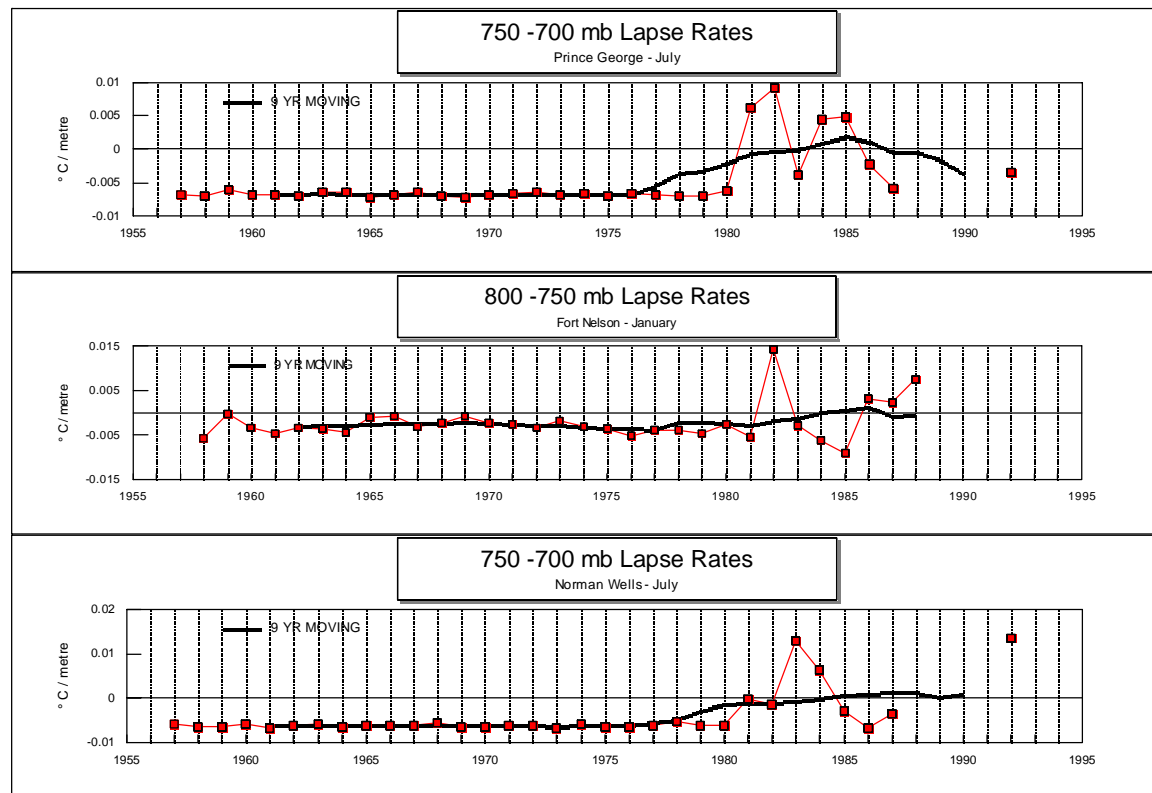 750 -700 mb Lapse Rates
Prince George - July
0.01
0.005
0
-0.005
-0.01
° C / metre
9 YR MOVING
1955 1960 1965 1970 1975 1980 1985 1990 1995
800 -750 mb Lapse Rates
Fort Nelson - January
0.015
0.005
-0.005
-0.015
° C / metre
9 YR MOVING
1955 1960 1965 1970 1975 1980 1985 1990 1995
750 -700 mb Lapse Rates
Norman Wells - July
0.02
0.01
0
-0.01
° C / metre
9 YR MOVING
1955 1960 1965 1970 1975 1980 1985 1990 1995